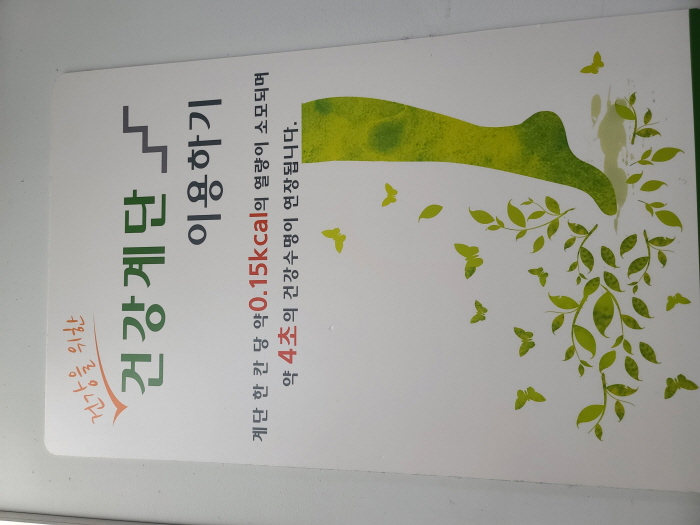 건강을 위한
건강계단
이용하기
계단 한 칸 당 약 0.15kcal의 열량이 소모되며
약 4초의 건강수명이 연장됩니다.